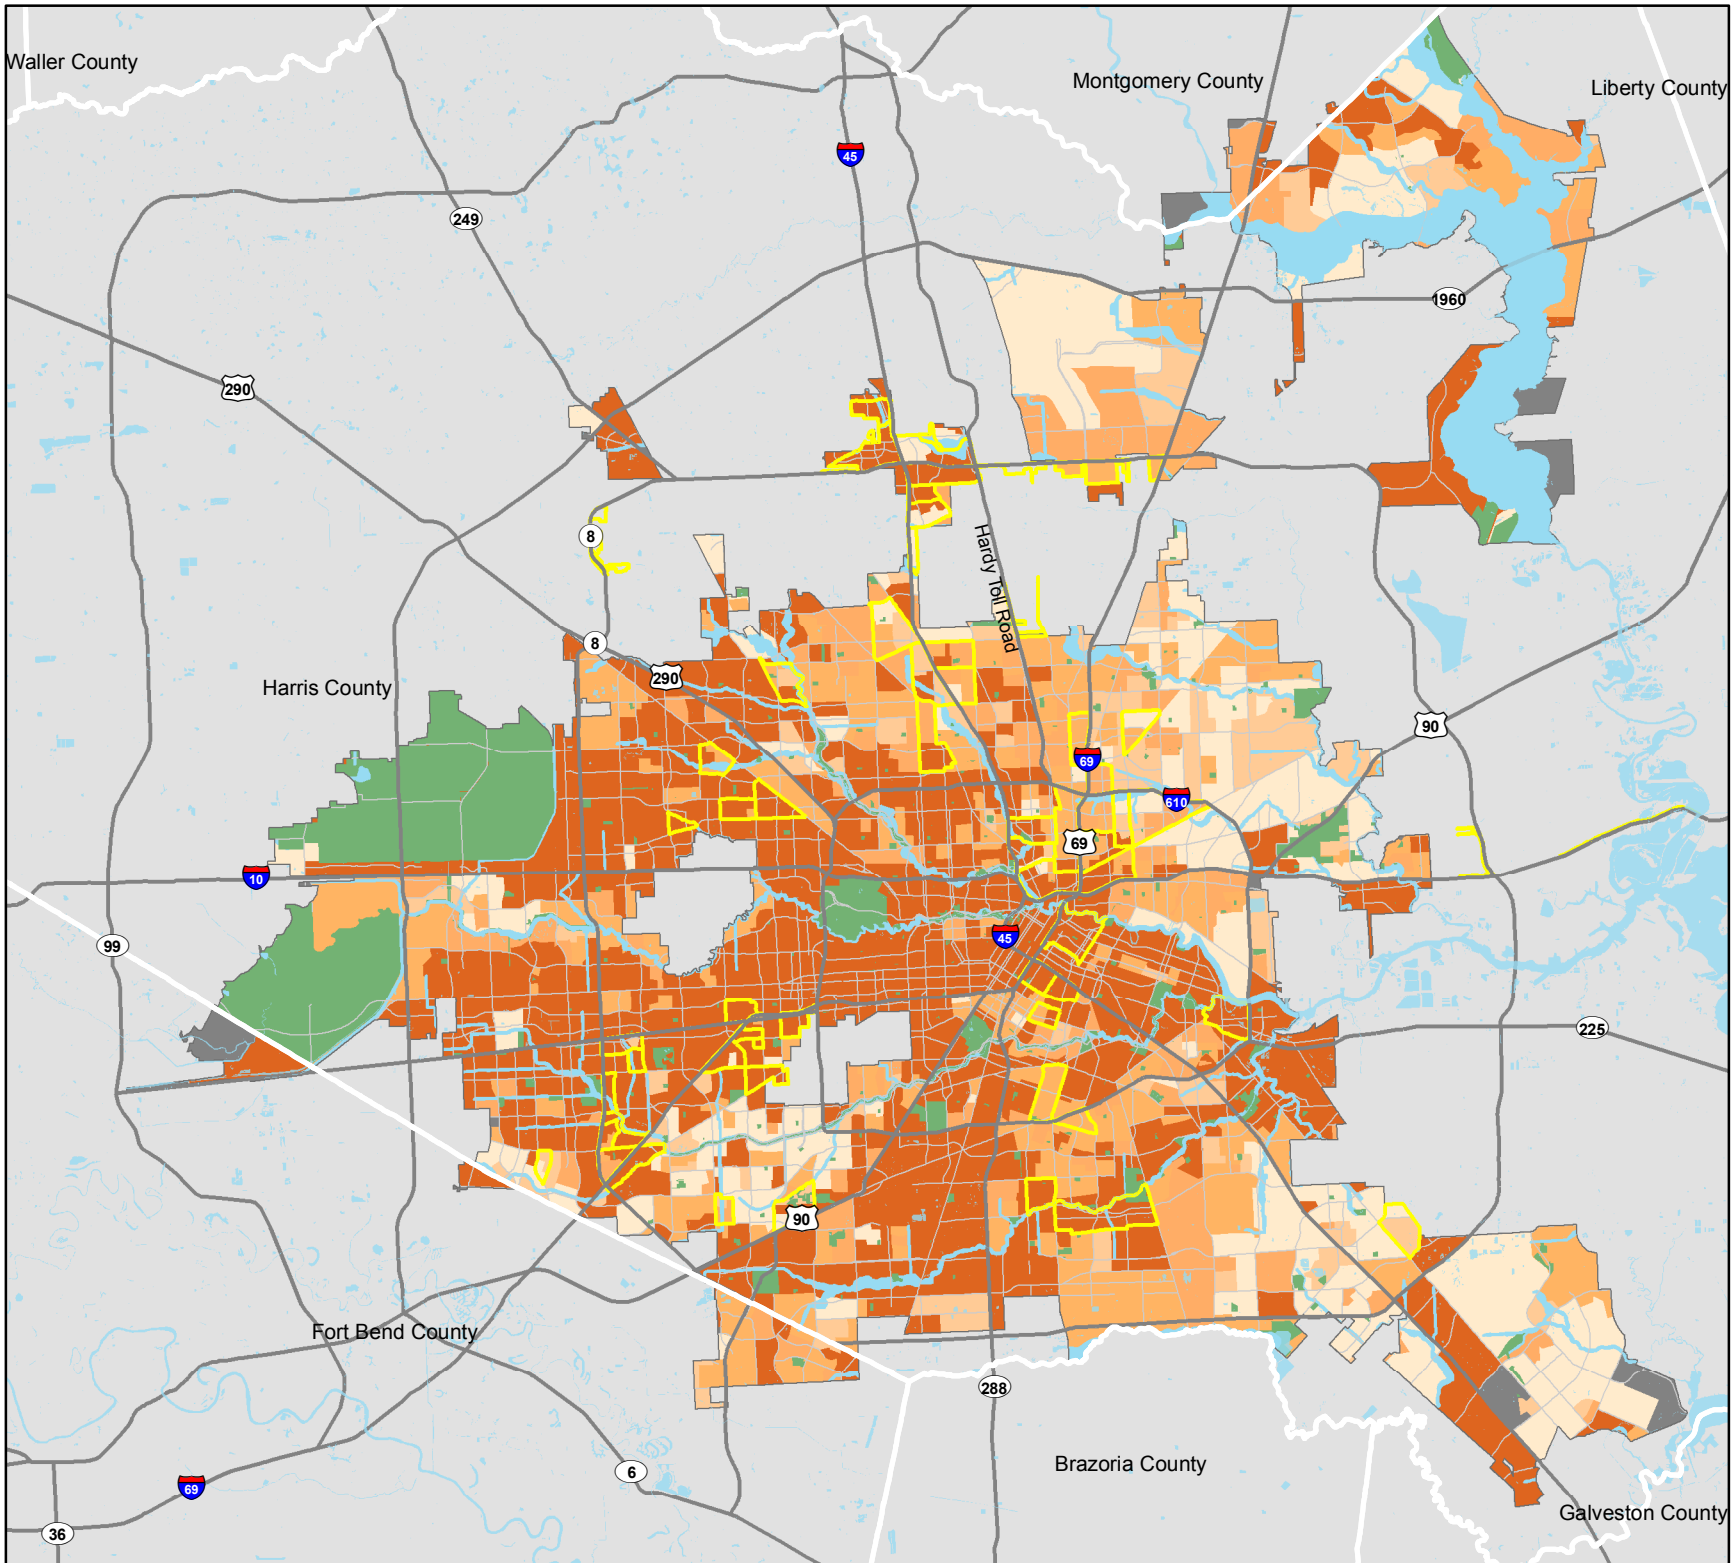 Waller County
Montgomery County
Liberty County
45
249
1960
290
8
Hardy Toll Road
8
290
Harris County
90
69
610
69
10
45
99
225
90
Fort Bend County
288
6
Brazoria County
69
Galveston County
36